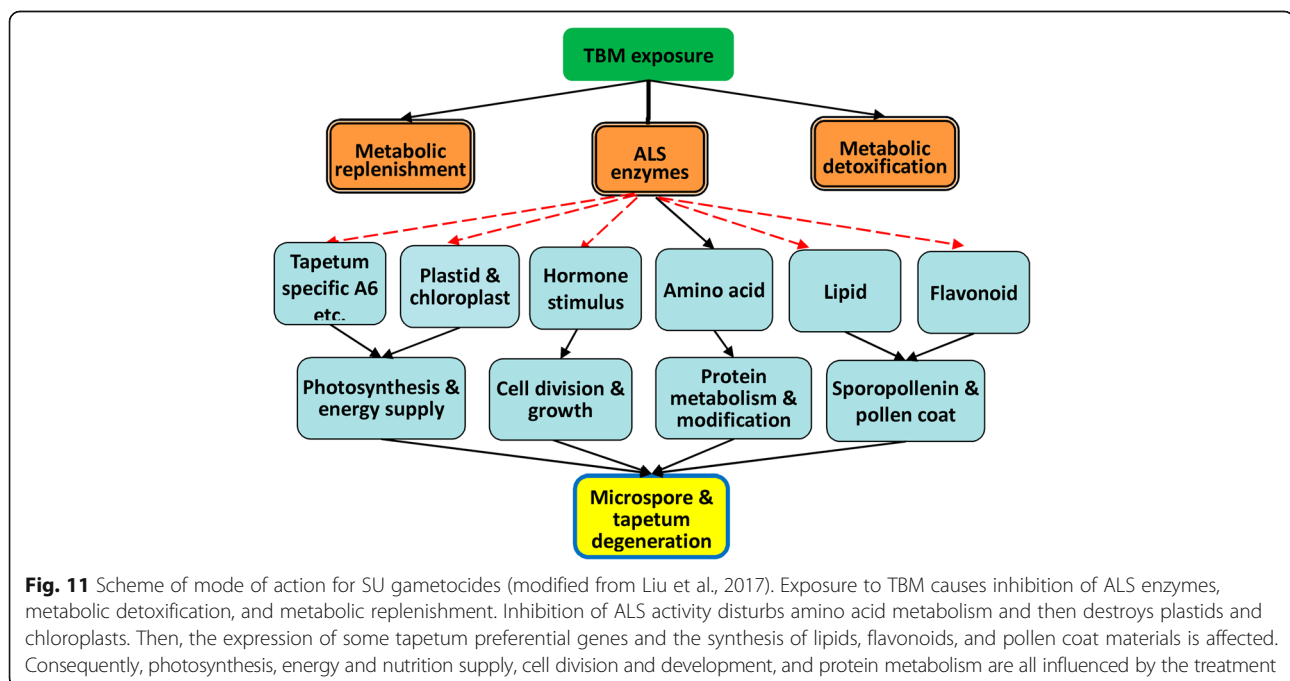 TBM exposure
Metabolic
replenishment
ALS
enzymes
Metabolic
detoxification
Tapetum
specific A6
etc.
Plastid &
chloroplast
Hormone
stimulus
Amino acid
Lipid
Flavonoid
Photosynthesis &
energy supply
Cell division &
growth
Protein
metabolism &
modification
Sporopollenin &
pollen coat
Microspore &
tapetum
degeneration
Fig. 11 Scheme of mode of action for SU gametocides (modified from Liu et al., 2017). Exposure to TBM causes inhibition of ALS enzymes,
metabolic detoxification, and metabolic replenishment. Inhibition of ALS activity disturbs amino acid metabolism and then destroys plastids and
chloroplasts. Then, the expression of some tapetum preferential genes and the synthesis of lipids, flavonoids, and pollen coat materials is affected.
Consequently, photosynthesis, energy and nutrition supply, cell division and development, and protein metabolism are all influenced by the treatment